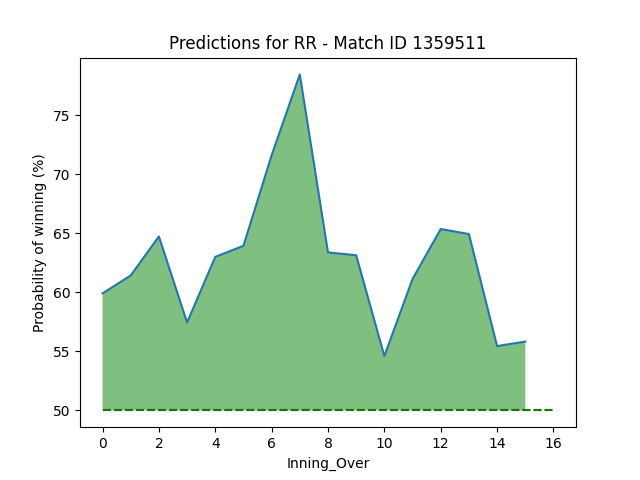 Predictions for RR - Match ID 1359511
Probability of winning (%)
75
70
65
60
55
50
0 2 4 6 8 10 12 14 16
Inning_Over